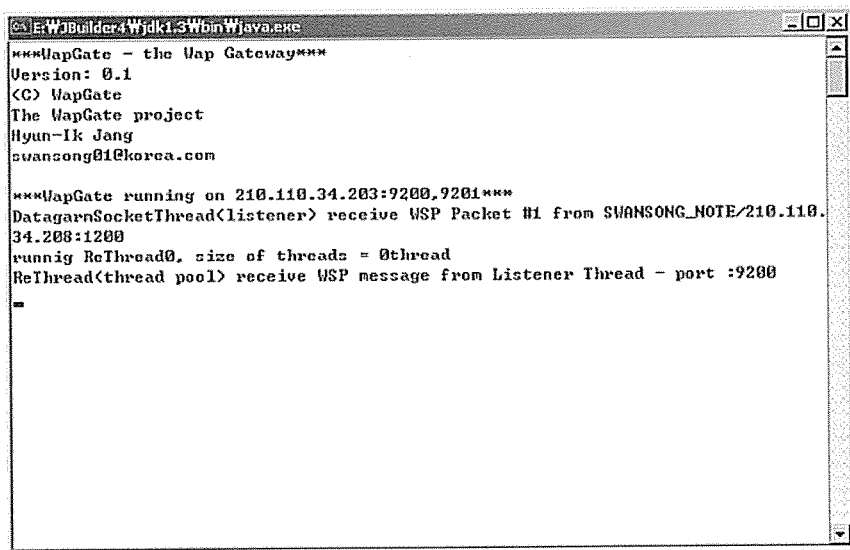 E:₩JBuilder4₩jdk1.3₩bin₩java.exe
***WapGate - the Wap Gateway***
Version: 0.1
(C) WapGate
The WapGate project
Hyun-Ik Jang
swansong01@korea.com
***WapGate running on 210.110.34.203:9200,9201***
DatagarmSocketThread(listener) receive WSP Packet #1 from SWANSONG_NOTE/210.110.
34.208:1200
runnig ReThread0, size of threads = 0thread
ReThread(thread pool) receive WSP message from Listener Thread - port :9200